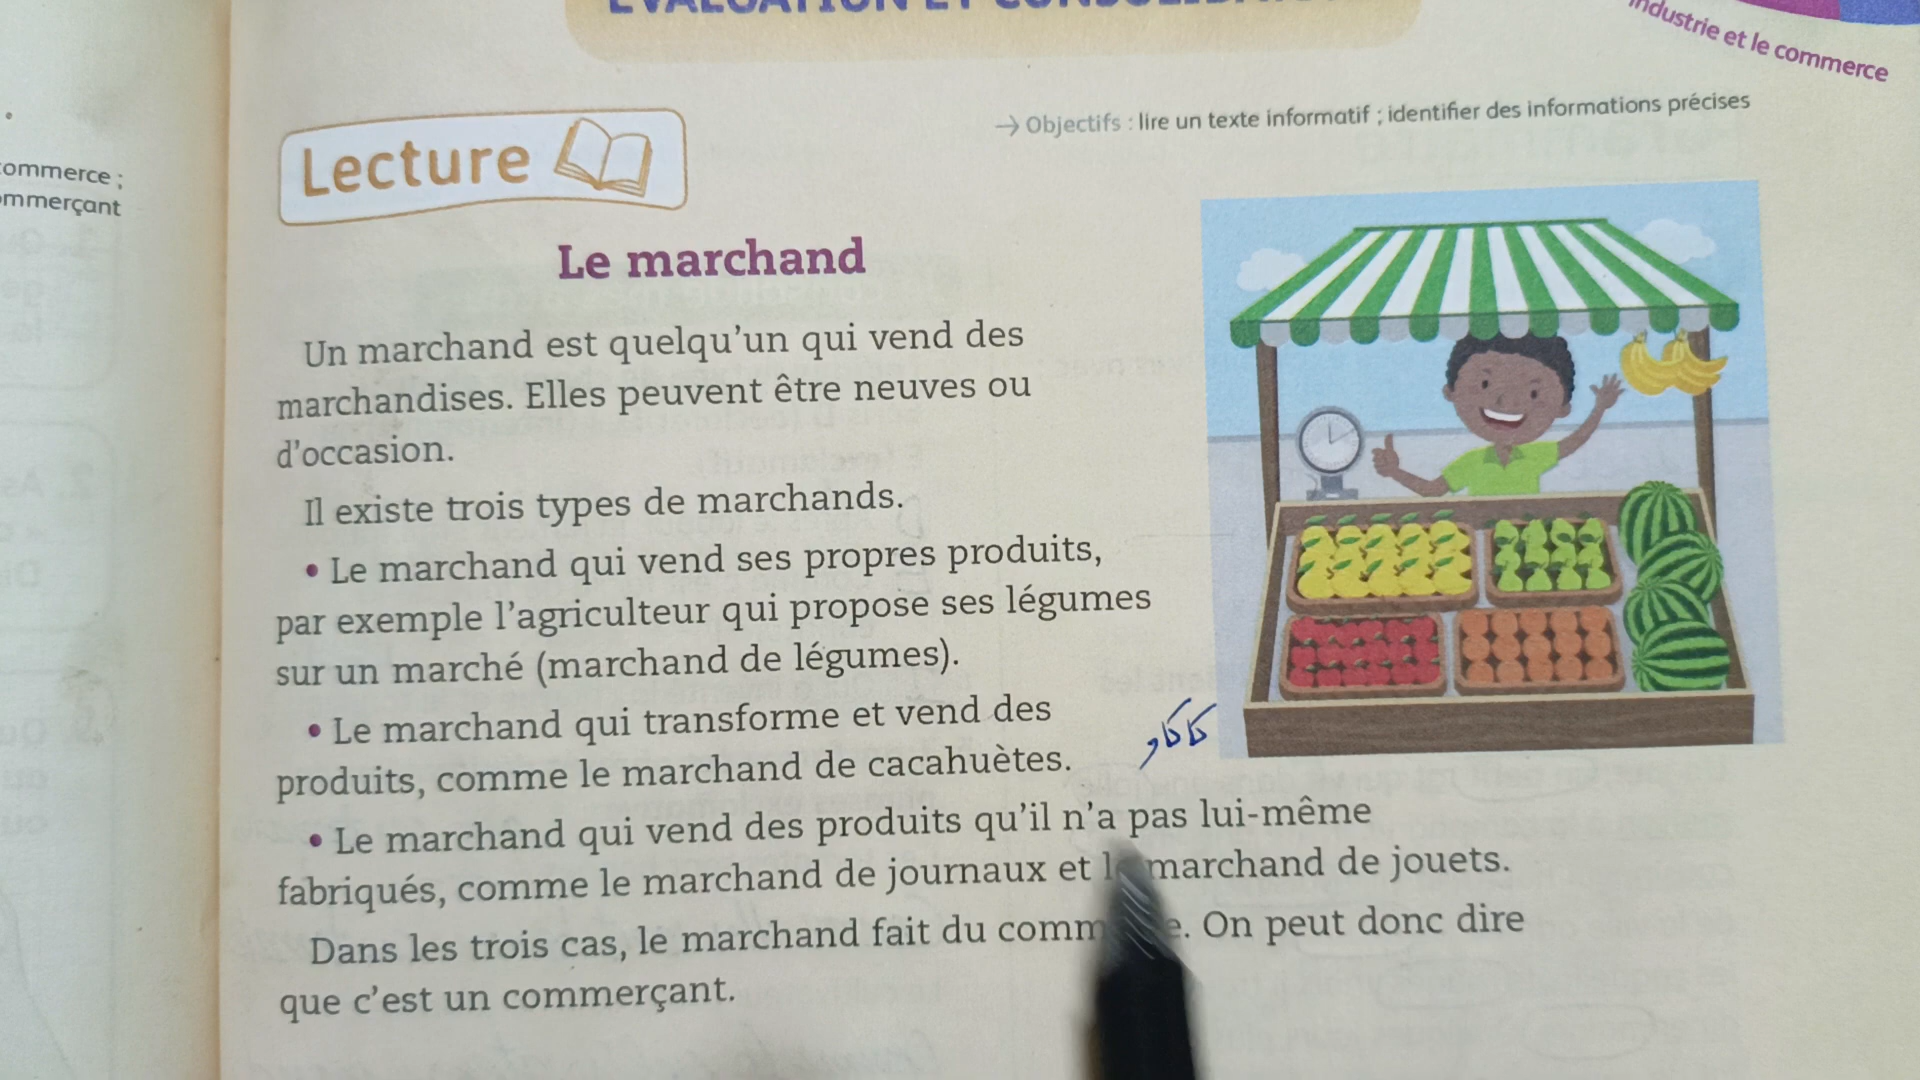 ommerce ;
mmerçant
ÉVALUATION ET
ndustrie et le commerce
→ Objectifs : lire un texte informatif ; identifier des informations précises
Lecture
Le marchand
Un marchand est quelqu'un qui vend des
marchandises. Elles peuvent être neuves ou
d'occasion.
Il existe trois types de marchands.
• Le marchand qui vend ses propres produits,
par exemple l'agriculteur qui propose ses légumes
sur un marché (marchand de légumes).
• Le marchand qui transforme et vend des
produits, comme le marchand de cacahuètes.
• Le marchand qui vend des produits qu'il n'a pas lui-même
fabriqués, comme le marchand de journaux et marchand de jouets.
Dans les trois cas, le marchand fait du On peut donc dire
que c'est un commerçant.